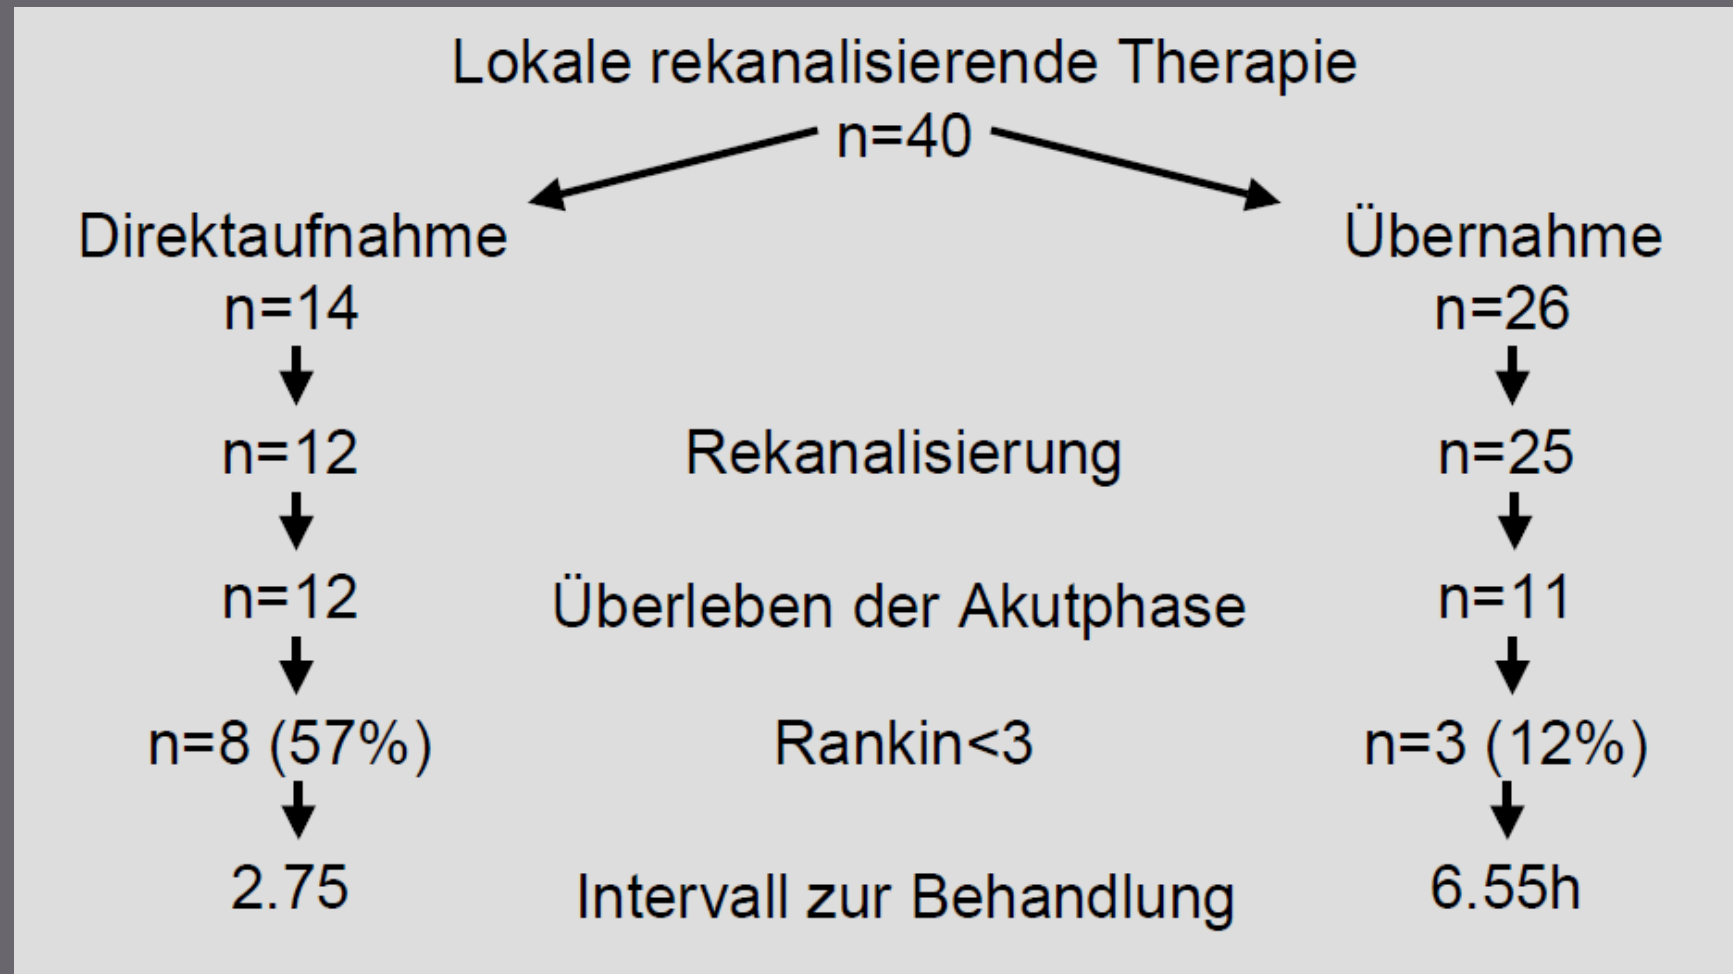 Lokale rekanalisierende Therapie
n=40
Direktaufnahme Übernahme
n=14 n=26
n=12 Rekanalisierung n=25
n=12 Überleben der Akutphase n=11
n=8 (57%) Rankin<3 n=3 (12%)
2.75 Intervall zur Behandlung 6.55h